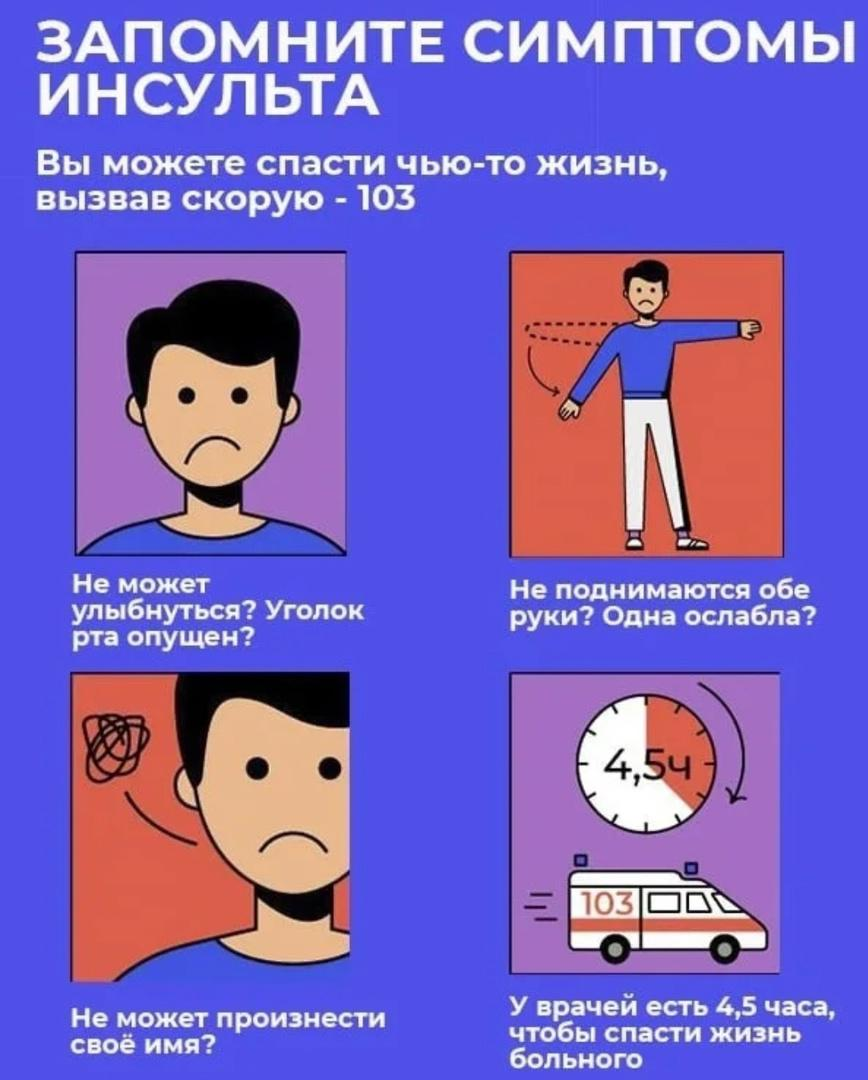 ЗАПОМНИТЕ СИМПТОМЫ
ИНСУЛЬТА
Вы можете спасти чью-то жизнь,
вызвав скорую - 103
Не может
улыбнуться? Уголок
рта опущен?
Не поднимаются обе
руки? Одна ослабла?
Не может произнести
своё имя?
4,5ч
103
У врачей есть 4,5 часа,
чтобы спасти жизнь
больного